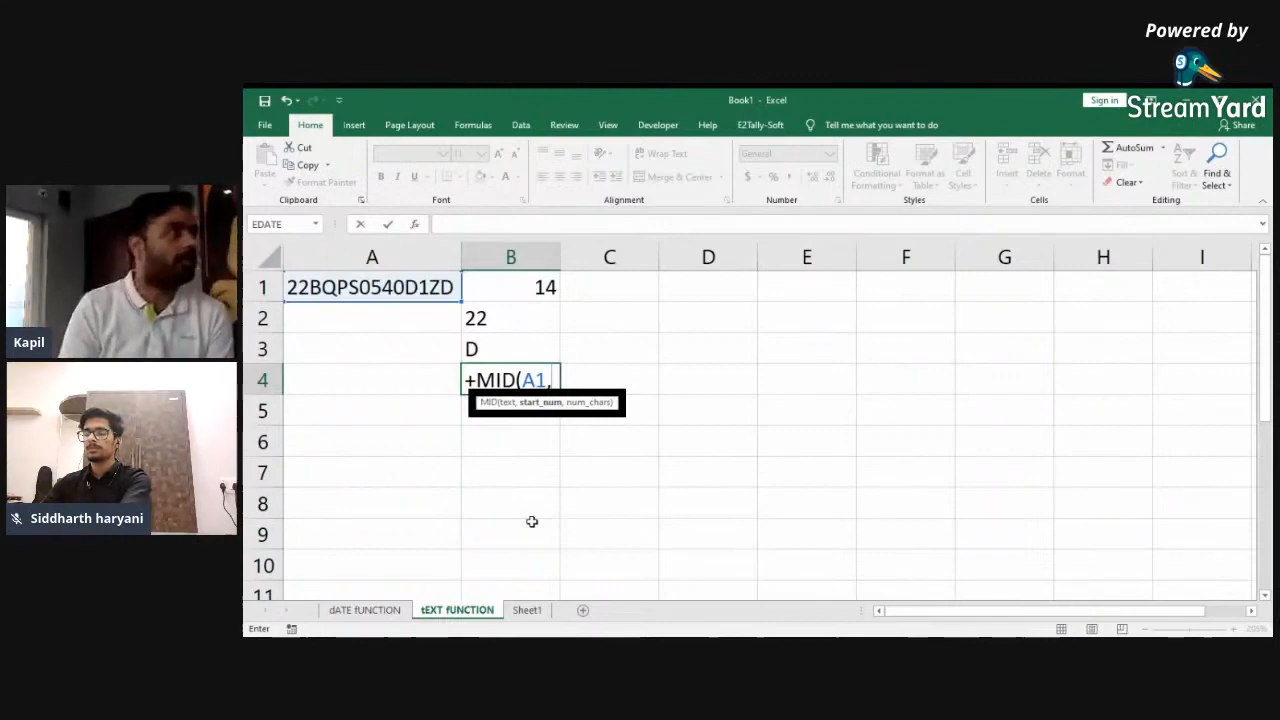 Powered by
StreamYard
Book1 - Excel
Sign in
File Home Insert Page Layout Formulas Data Review View Developer Help EZTally-Soft Tell me what you want to do Share
Paste
Cut
Copy
Format Painter
Clipboard
11
B I U
Font
Wrap Text
Merge & Center
Alignment
General
$ % ,
Number
Conditional Formatting
Format as Table
Cell Styles
Styles
Insert Delete Format
Cells
AutoSum
Fill
Clear
Sort & Filter
Find & Select
Editing
EDATE
fx
A B C D E F G H I
1 22BQPS0540D1ZD 14
2 22
3 D
4 +MID(A1,
MID(text, start_num, num_chars)
5
6
7
8
9
10
11
dATE fUNCTION tEXT fUNCTION Sheet1
Enter
Kapil
Siddharth haryani